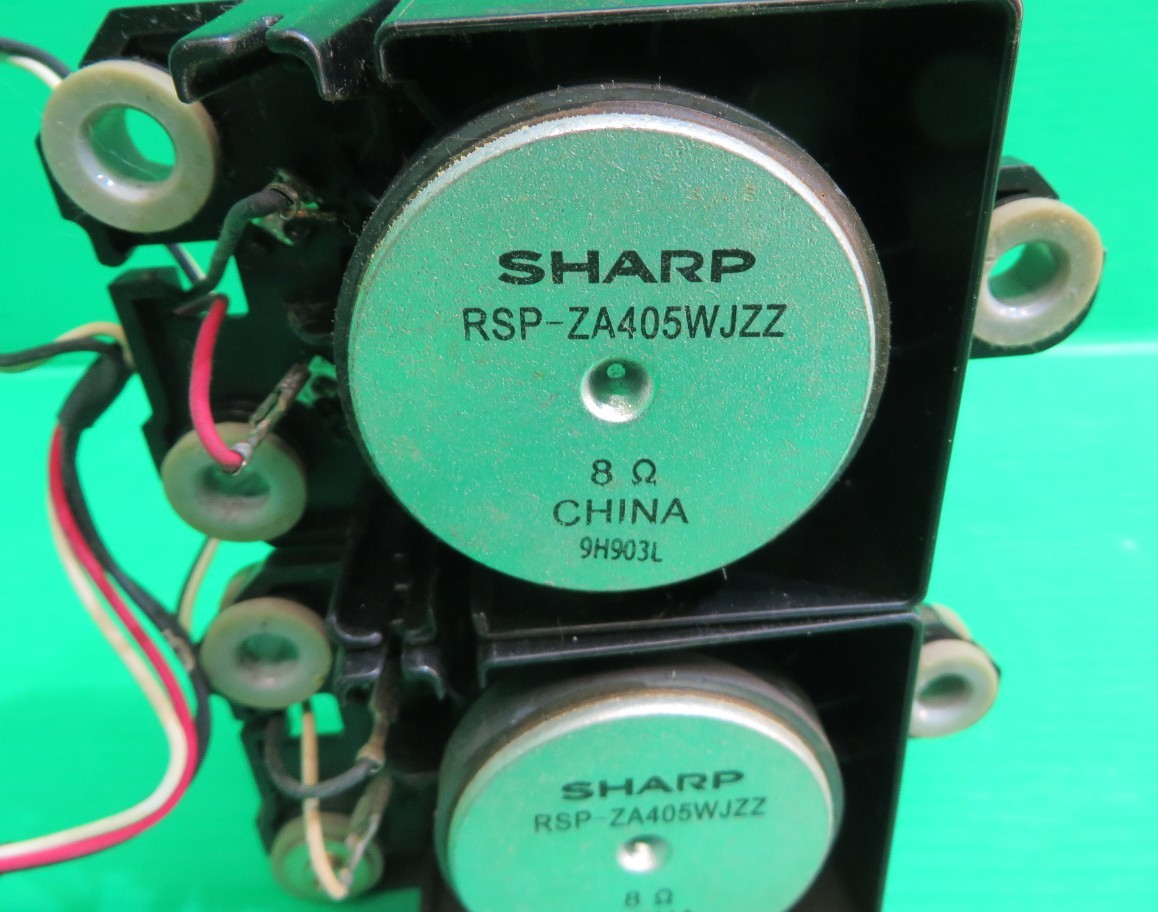 SHARP
RSP-ZA405WJZZ
8 Ω
CHINA
9H903L
SHARP
RSP-ZA405WJZZ
8 Ω